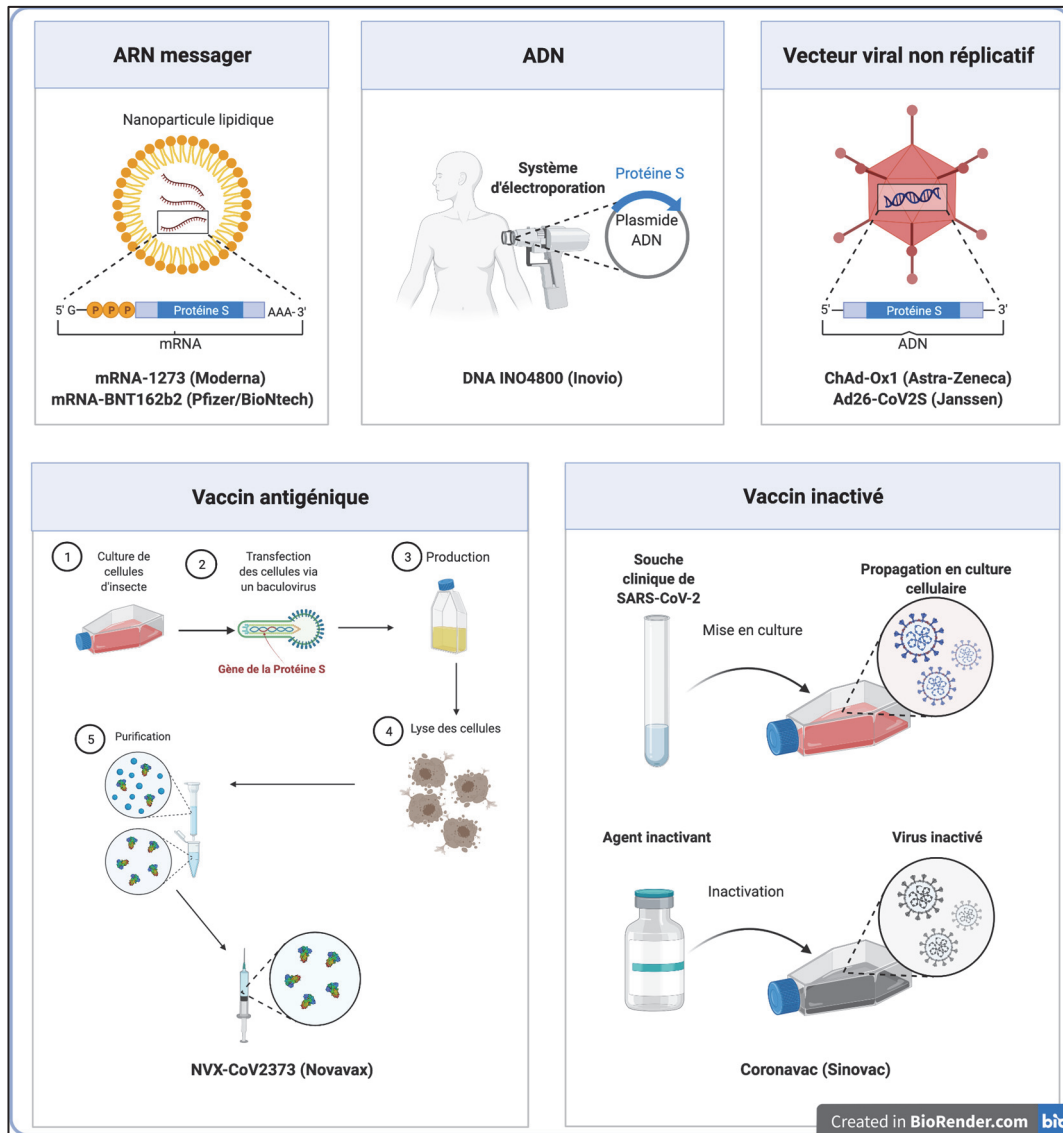 ARN messager
Nanoparticule lipidique
5' G
P P P
Protéine S
AAA- 3'
mRNA
mRNA-1273 (Moderna)
mRNA-BNT162b2 (Pfizer/BioNtech)
ADN
Système
d'électroporation
Protéine S
Plasmide
ADN
DNA INO4800 (Inovio)
Vecteur viral non réplicatif
5'
Protéine S
3'
ADN
ChAd-Ox1 (Astra-Zeneca)
Ad26-CoV2S (Janssen)
Vaccin antigénique
1
Culture de
cellules
d'insecte
2
Transfection
des cellules via
un baculovirus
Gène de la Protéine S
3
Production
4
Lyse des cellules
5
Purification
NVX-CoV2373 (Novavax)
Vaccin inactivé
Souche
clinique de
SARS-CoV-2
Mise en culture
Propagation en culture
cellulaire
Agent inactivant
Inactivation
Virus inactivé
Coronavac (Sinovac)
Created in BioRender.com